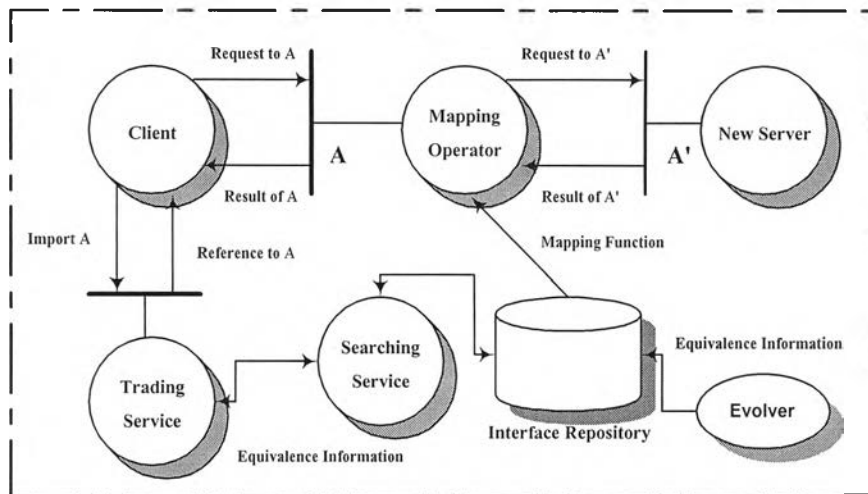 Request to A
Request to A'
Client
Mapping
Operator
New Server
A
A'
Result of A
Result of A'
Import A
Reference to A
Mapping Function
Searching
Service
Equivalence Information
Trading
Service
Evolver
Interface Repository
Equivalence Information